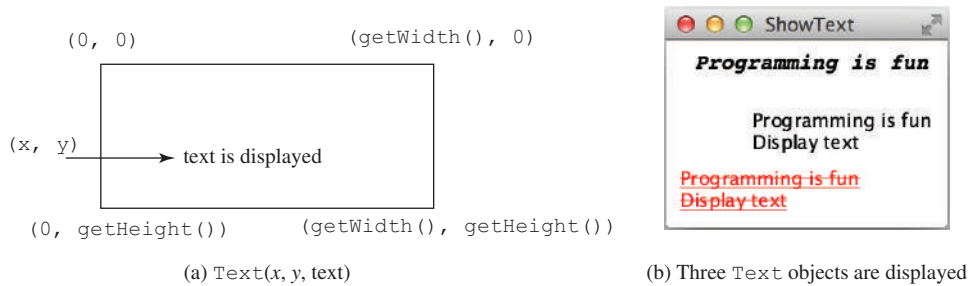 (0, 0)
(getWidth(), 0)
(x, y)
text is displayed
(0, getHeight())
(getWidth(), getHeight())
(a) Text(x, y, text)
ShowText
Programming is fun
Programming is fun
Display text
Programming is fun
Display text
(b) Three Text objects are displayed